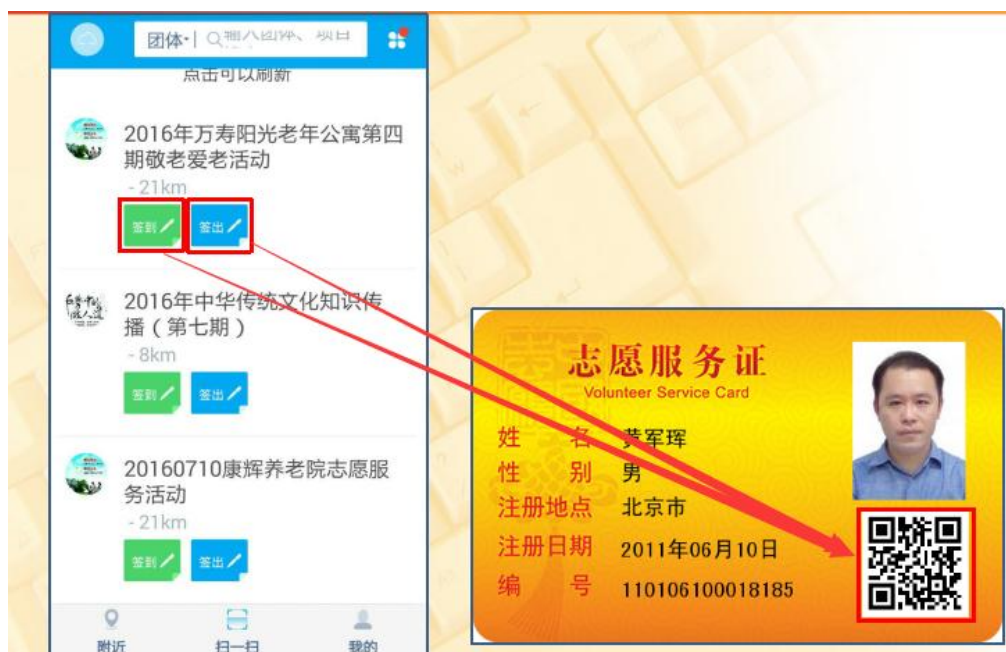 团体
点击可以刷新
2016年万寿阳光老年公寓第四
期敬老爱老活动
- 21km
签到
签出
2016年中华传统文化知识传
播（第七期）
- 8km
签到
签出
20160710康辉养老院志愿服
务活动
- 21km
签到
签出
附近
扫一扫
我的
志愿服务证
Volunteer Service Card
姓 名 黄军珲
性 别 男
注册地点 北京市
注册日期 2011年06月10日
编 号 110106100018185